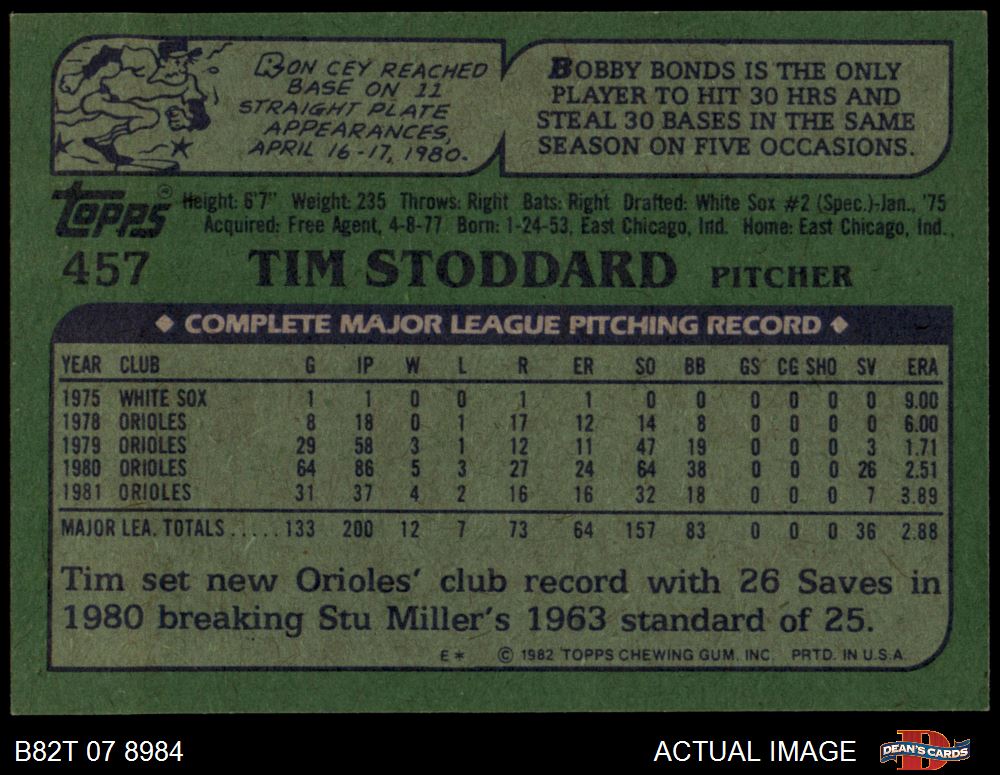 RON CEY REACHED
BASE ON 11
STRAIGHT PLATE
APPEARANCES,
APRIL 16-17, 1980.
BOBBY BONDS IS THE ONLY
PLAYER TO HIT 30 HRS AND
STEAL 30 BASES IN THE SAME
SEASON ON FIVE OCCASIONS.
topps®
Height: 6'7" Weight: 235 Throws: Right Bats: Right Drafted: White Sox #2 (Spec.)-Jan., '75
Acquired: Free Agent, 4-8-77 Born: 1-24-53, East Chicago, Ind. Home: East Chicago, Ind.
457 TIM STODDARD PITCHER
◆ COMPLETE MAJOR LEAGUE PITCHING RECORD ◆
YEAR CLUB G IP W L R ER SO BB GS CG SHO SV ERA
1975 WHITE SOX 1 1 0 0 1 1 0 0 0 0 0 0 9.00
1978 ORIOLES 8 18 0 1 17 12 14 8 0 0 0 0 6.00
1979 ORIOLES 29 58 3 1 12 11 47 19 0 0 0 3 1.71
1980 ORIOLES 64 86 5 3 27 24 64 38 0 0 0 26 2.51
1981 ORIOLES 31 37 4 2 16 16 32 18 0 0 0 7 3.89
MAJOR LEA. TOTALS ..... 133 200 12 7 73 64 157 83 0 0 0 36 2.88
Tim set new Orioles' club record with 26 Saves in
1980 breaking Stu Miller's 1963 standard of 25.
E* © 1982 TOPPS CHEWING GUM, INC. PRTD. IN U.S.A.
B82T 07 8984 ACTUAL IMAGE D DEAN'S CARDS